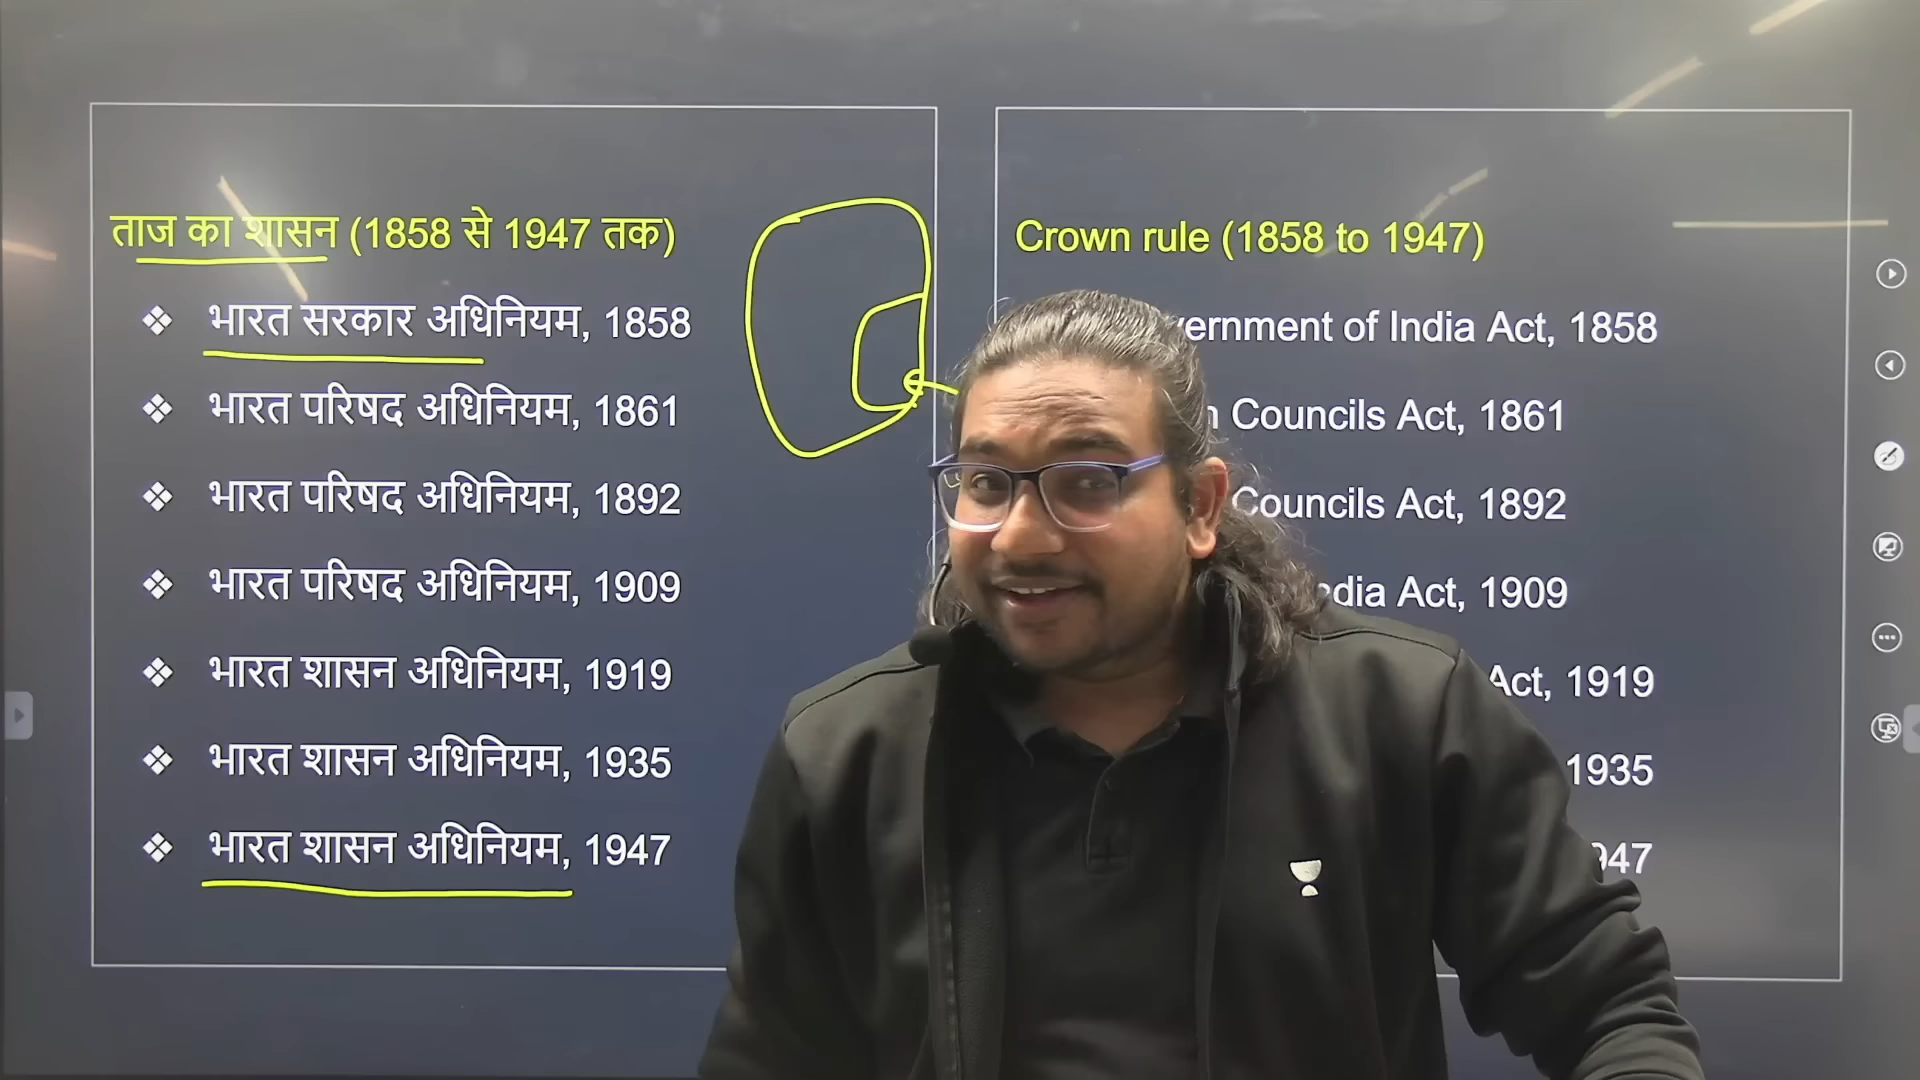 ताज का शासन (1858 से 1947 तक)
❖ भारत सरकार अधिनियम, 1858
❖ भारत परिषद अधिनियम, 1861
❖ भारत परिषद अधिनियम, 1892
❖ भारत परिषद अधिनियम, 1909
❖ भारत शासन अधिनियम, 1919
❖ भारत शासन अधिनियम, 1935
❖ भारत शासन अधिनियम, 1947
Crown rule (1858 to 1947)
of India Act, 1858
Councils Act, 1861
Councils Act, 1892
Act, 1909
Act, 1919
1935